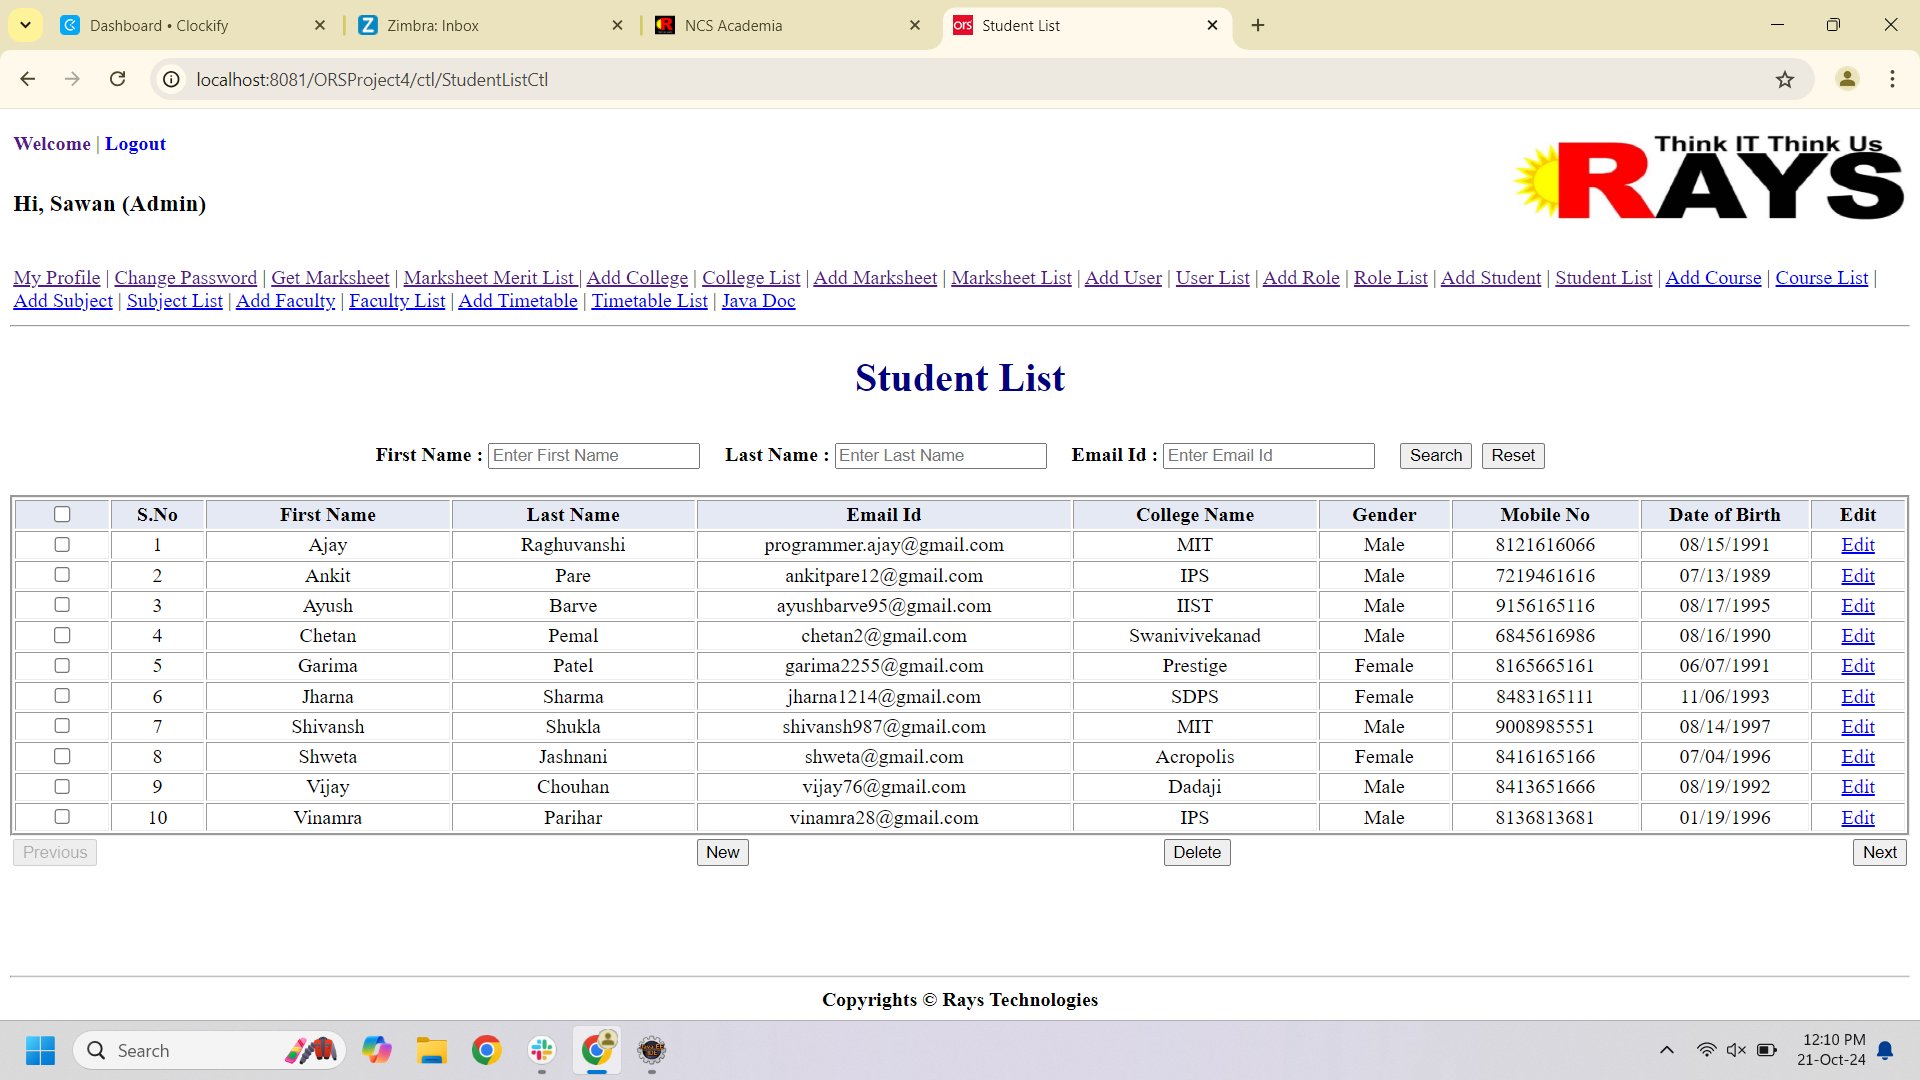 Dashboard • Clockify
Zimbra: Inbox
NCS Academia
ors Student List
localhost:8081/ORSProject4/ctl/StudentListCtl
Welcome | Logout
Think IT Think Us
RAYS
Hi, Sawan (Admin)
My Profile | Change Password | Get Marksheet | Marksheet Merit List | Add College | College List | Add Marksheet | Marksheet List | Add User | User List | Add Role | Role List | Add Student | Student List | Add Course | Course List |
Add Subject | Subject List | Add Faculty | Faculty List | Add Timetable | Timetable List | Java Doc
Student List
First Name : Enter First Name Last Name : Enter Last Name Email Id : Enter Email Id Search Reset
S.No First Name Last Name Email Id College Name Gender Mobile No Date of Birth Edit
1 Ajay Raghuvanshi programmer.ajay@gmail.com MIT Male 8121616066 08/15/1991 Edit
2 Ankit Pare ankitpare12@gmail.com IPS Male 7219461616 07/13/1989 Edit
3 Ayush Barve ayushbarve95@gmail.com IIST Male 9156165116 08/17/1995 Edit
4 Chetan Pemal chetan2@gmail.com Swanivivekanad Male 6845616986 08/16/1990 Edit
5 Garima Patel garima2255@gmail.com Prestige Female 8165665161 06/07/1991 Edit
6 Jharna Sharma jharna1214@gmail.com SDPS Female 8483165111 11/06/1993 Edit
7 Shivansh Shukla shivansh987@gmail.com MIT Male 9008985551 08/14/1997 Edit
8 Shweta Jashnani shweta@gmail.com Acropolis Female 8416165166 07/04/1996 Edit
9 Vijay Chouhan vijay76@gmail.com Dadaji Male 8413651666 08/19/1992 Edit
10 Vinamra Parihar vinamra28@gmail.com IPS Male 8136813681 01/19/1996 Edit
Previous New Delete Next
Copyrights © Rays Technologies
Search
12:10 PM
21-Oct-24